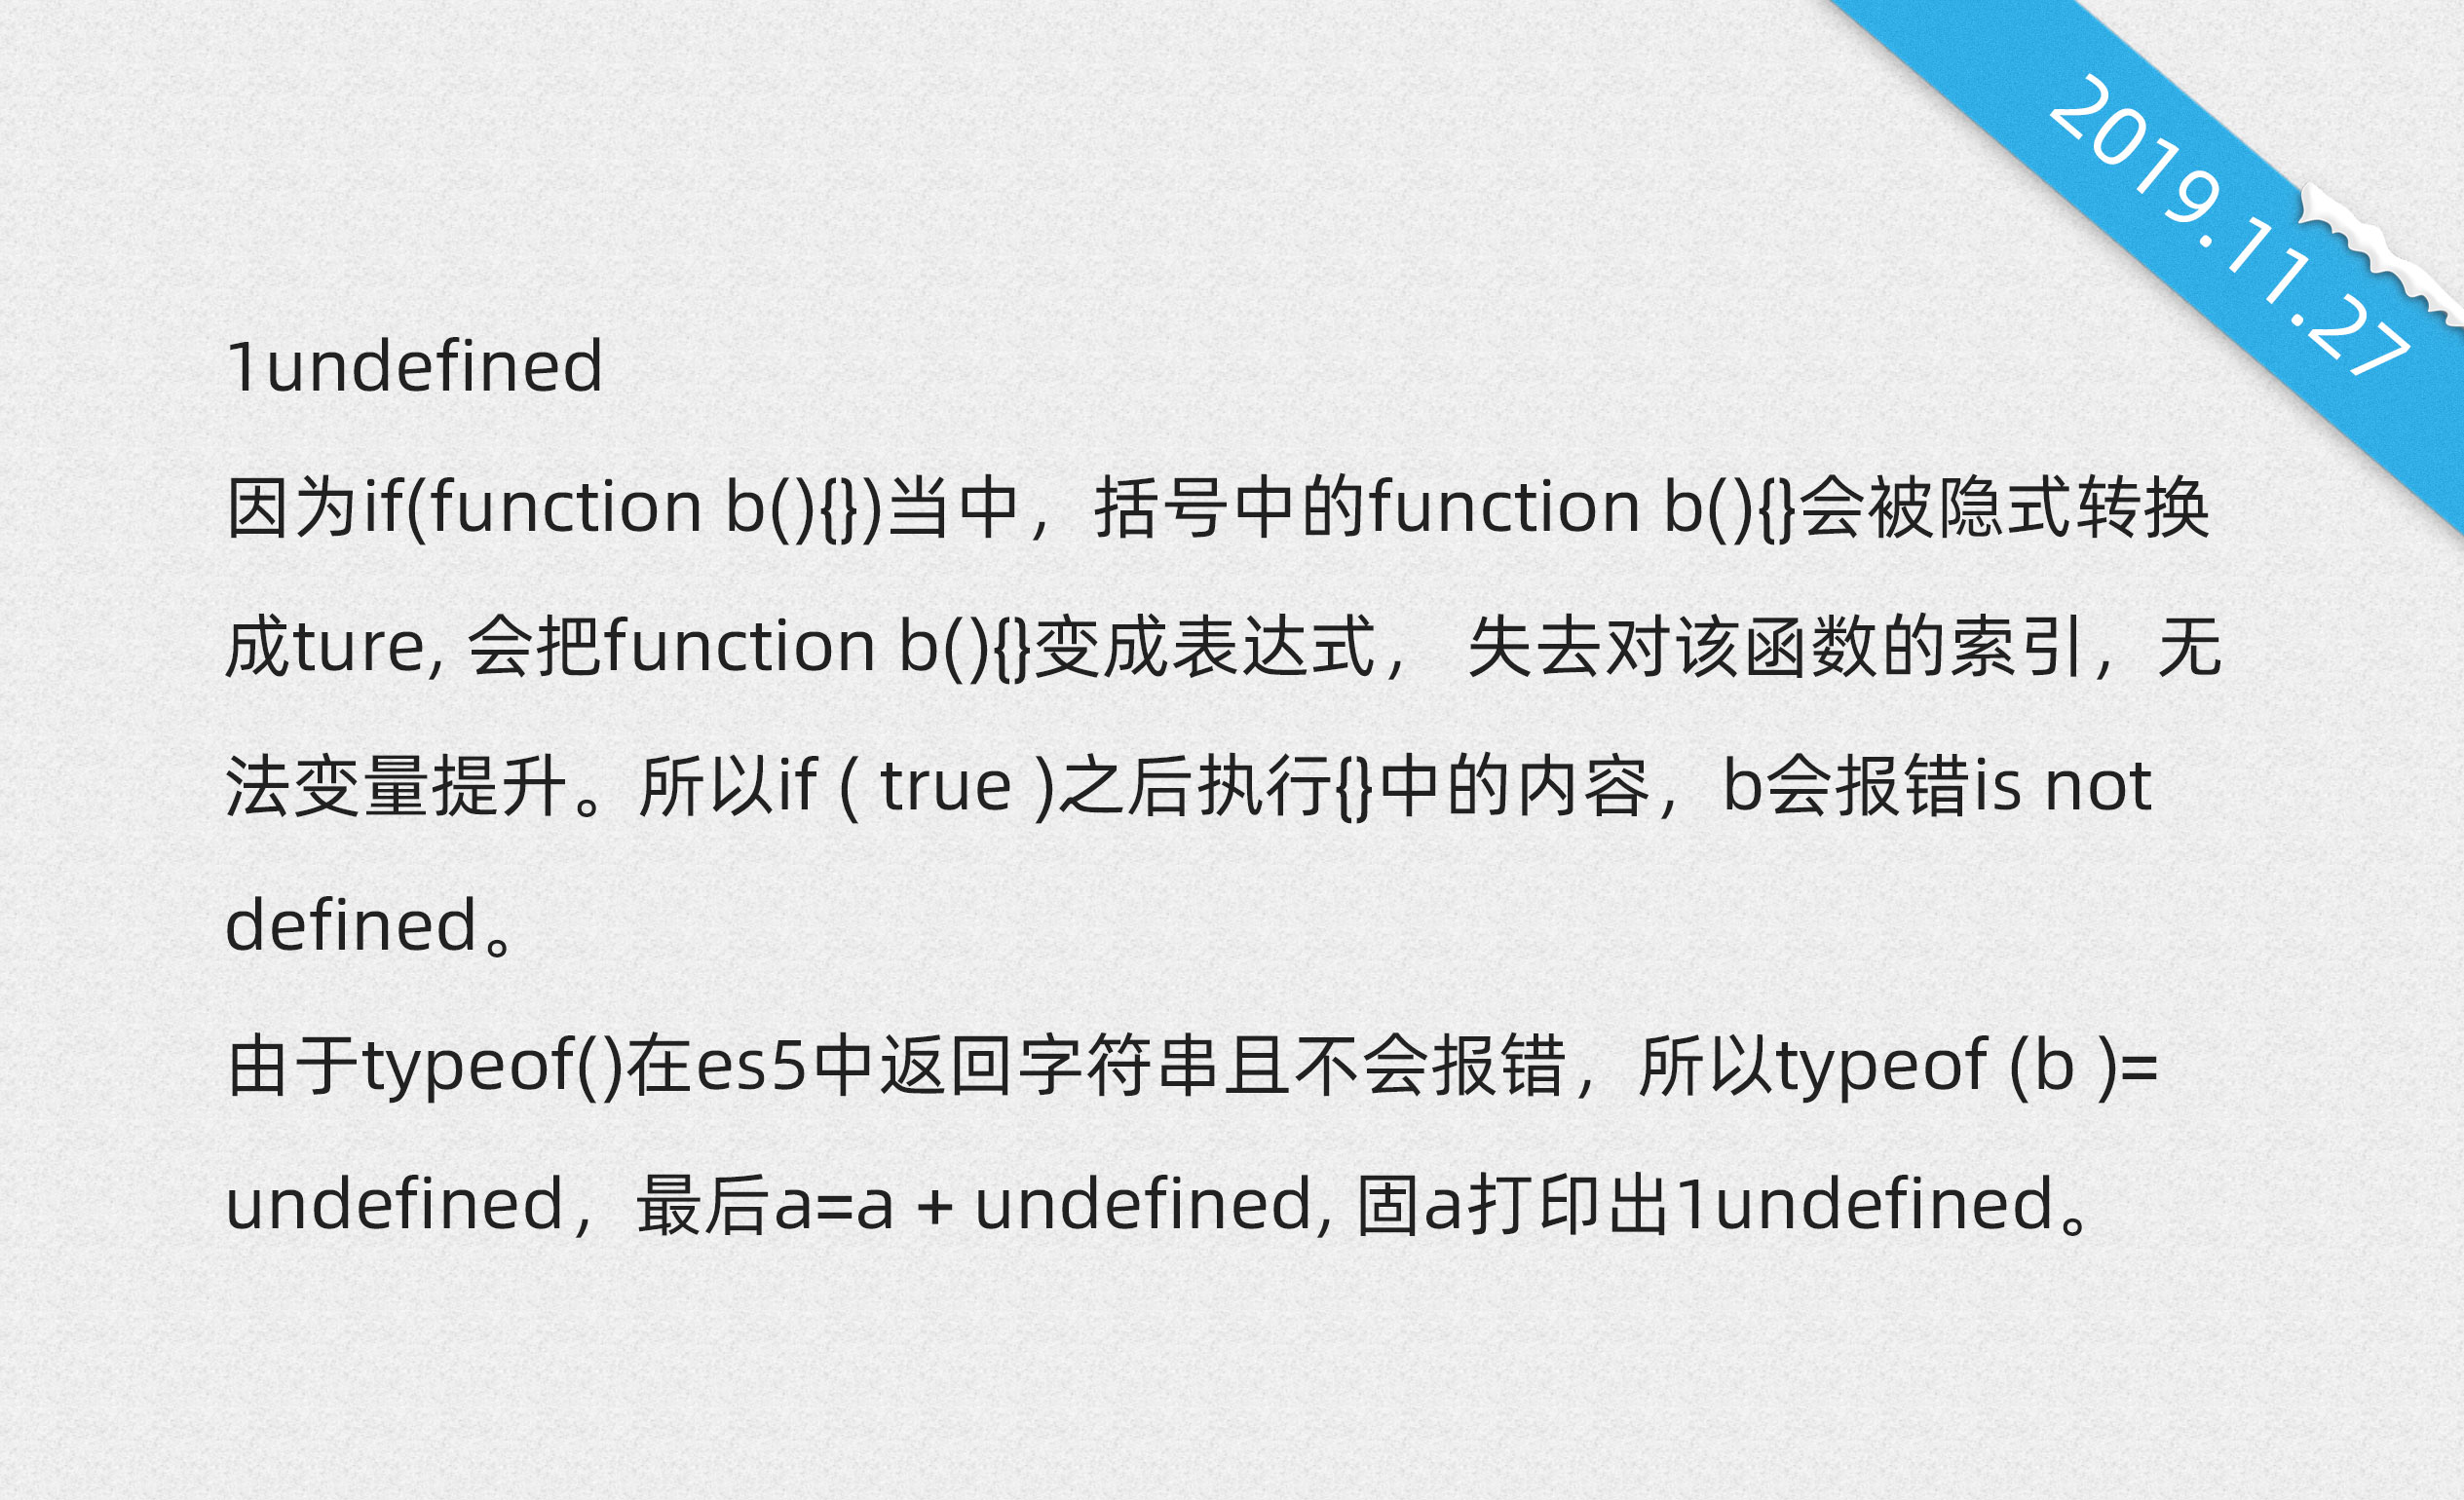 2019.11.27
1undefined
因为if(function b(){})当中，括号中的function b(){}会被隐式转换
成ture, 会把function b(){}变成表达式， 失去对该函数的索引，无
法变量提升。所以if ( true )之后执行{}中的内容，b会报错is not
defined。
由于typeof()在es5中返回字符串且不会报错，所以typeof (b )=
undefined，最后a=a + undefined, 固a打印出1undefined。